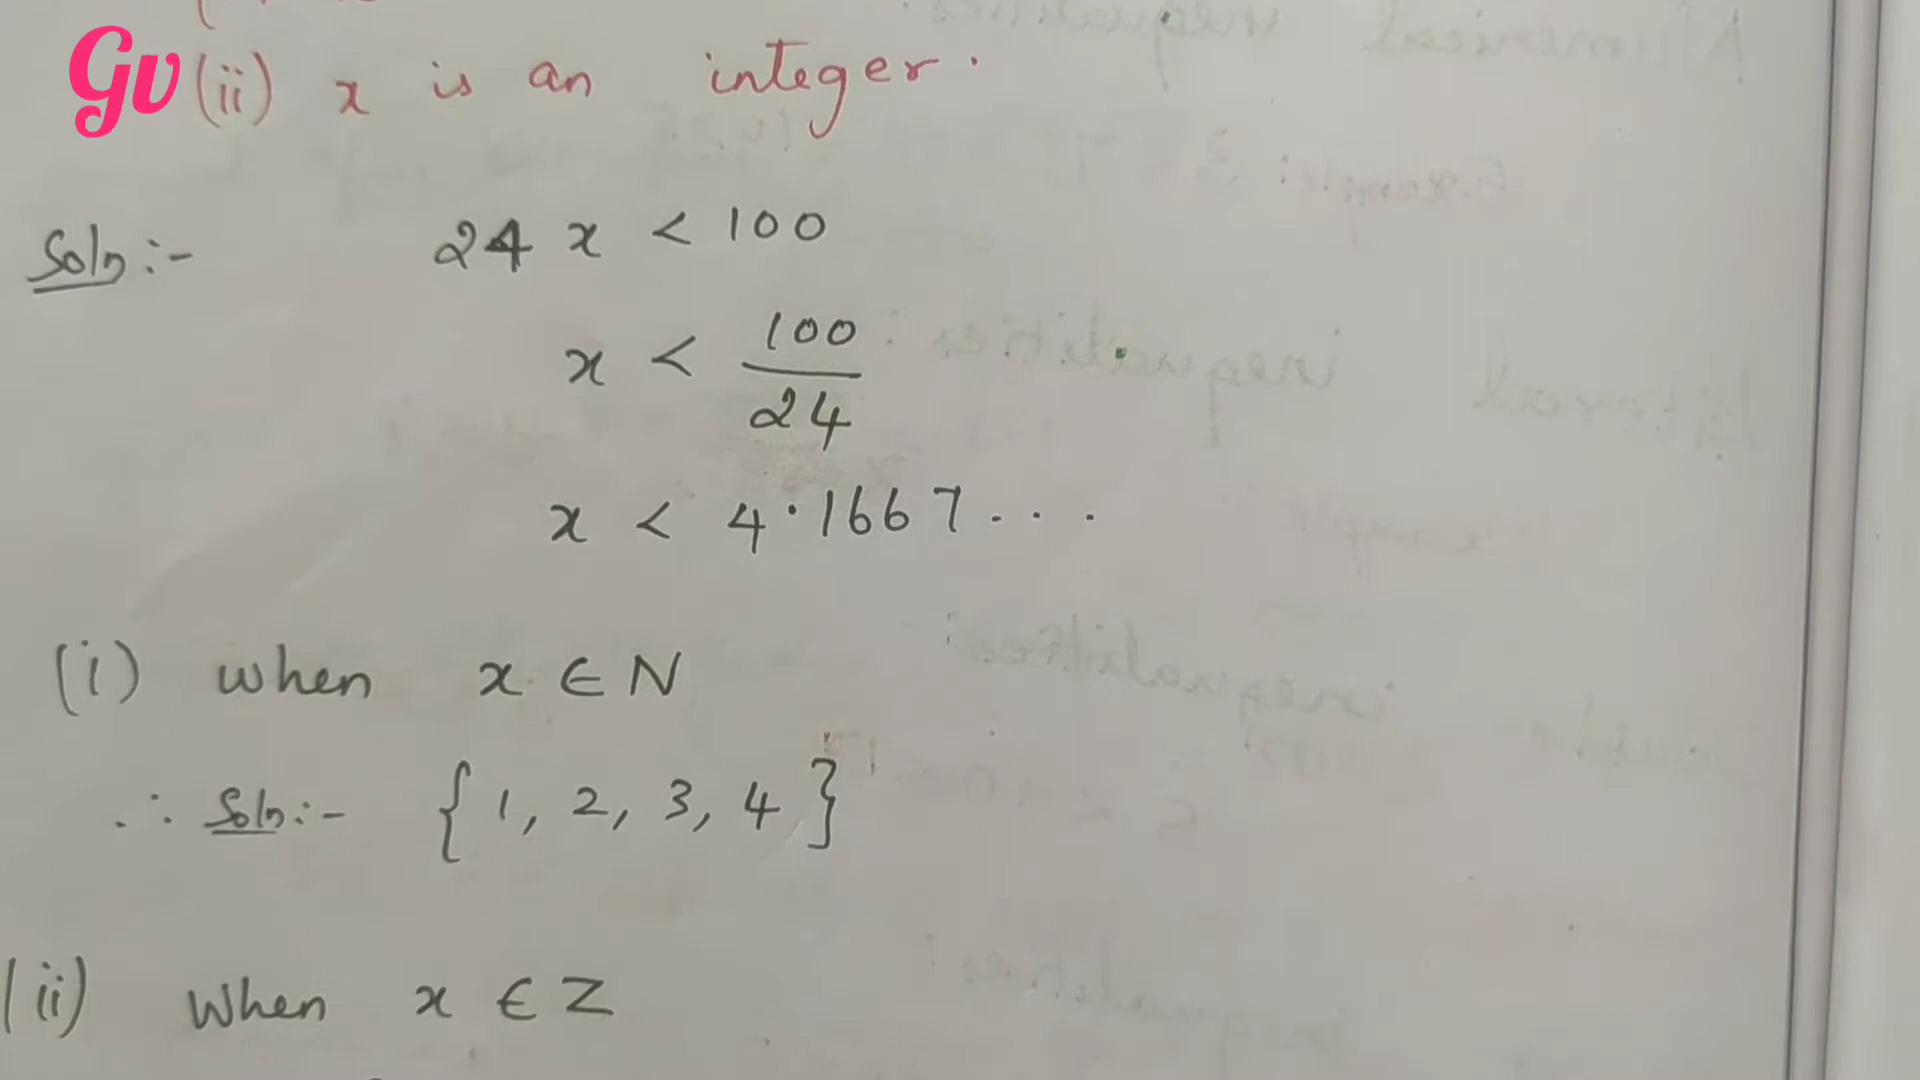 Gv (ii) x is an integer.
Soln:- 24 x < 100
x < 100/24
x < 4.1667...
(i) when x ∈ N
∴ Soln:- { 1, 2, 3, 4 }
(ii) When x ∈ Z